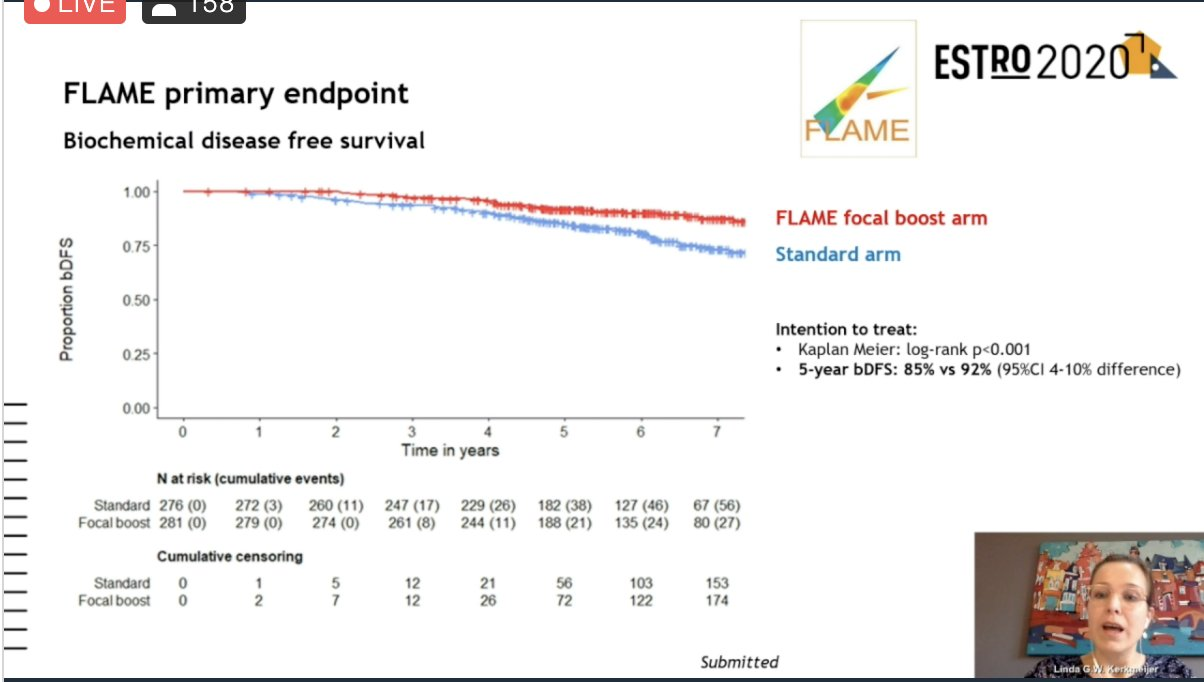 LIVE
158
FLAME
ESTRO2020
FLAME primary endpoint
Biochemical disease free survival
Proportion bDFS
1.00
0.75
0.50
0.25
0.00
0 1 2 3 4 5 6 7
Time in years
FLAME focal boost arm
Standard arm
Intention to treat:
• Kaplan Meier: log-rank p<0.001
• 5-year bDFS: 85% vs 92% (95%CI 4-10% difference)
N at risk (cumulative events)
Standard 276 (0) 272 (3) 260 (11) 247 (17) 229 (26) 182 (38) 127 (46) 67 (56)
Focal boost 281 (0) 279 (0) 274 (0) 261 (8) 244 (11) 188 (21) 135 (24) 80 (27)
Cumulative censoring
Standard 0 1 5 12 21 56 103 153
Focal boost 0 2 7 12 26 72 122 174
Submitted
Linda G.W. Kerkmeijer